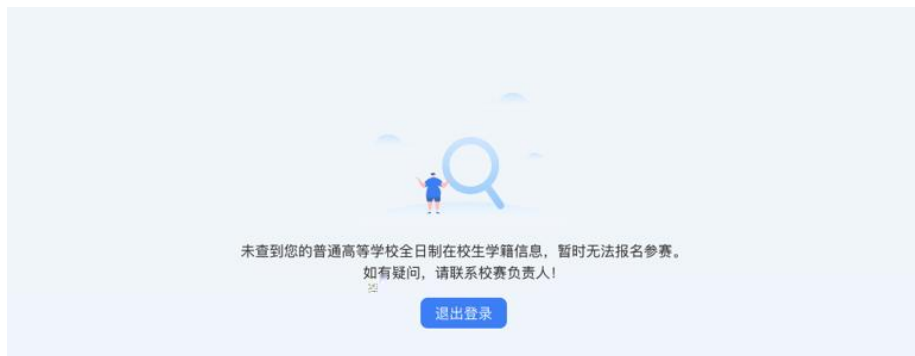 未查到您的普通高等学校全日制在校生学籍信息，暂时无法报名参赛。
如有疑问，请联系校赛负责人！
退出登录